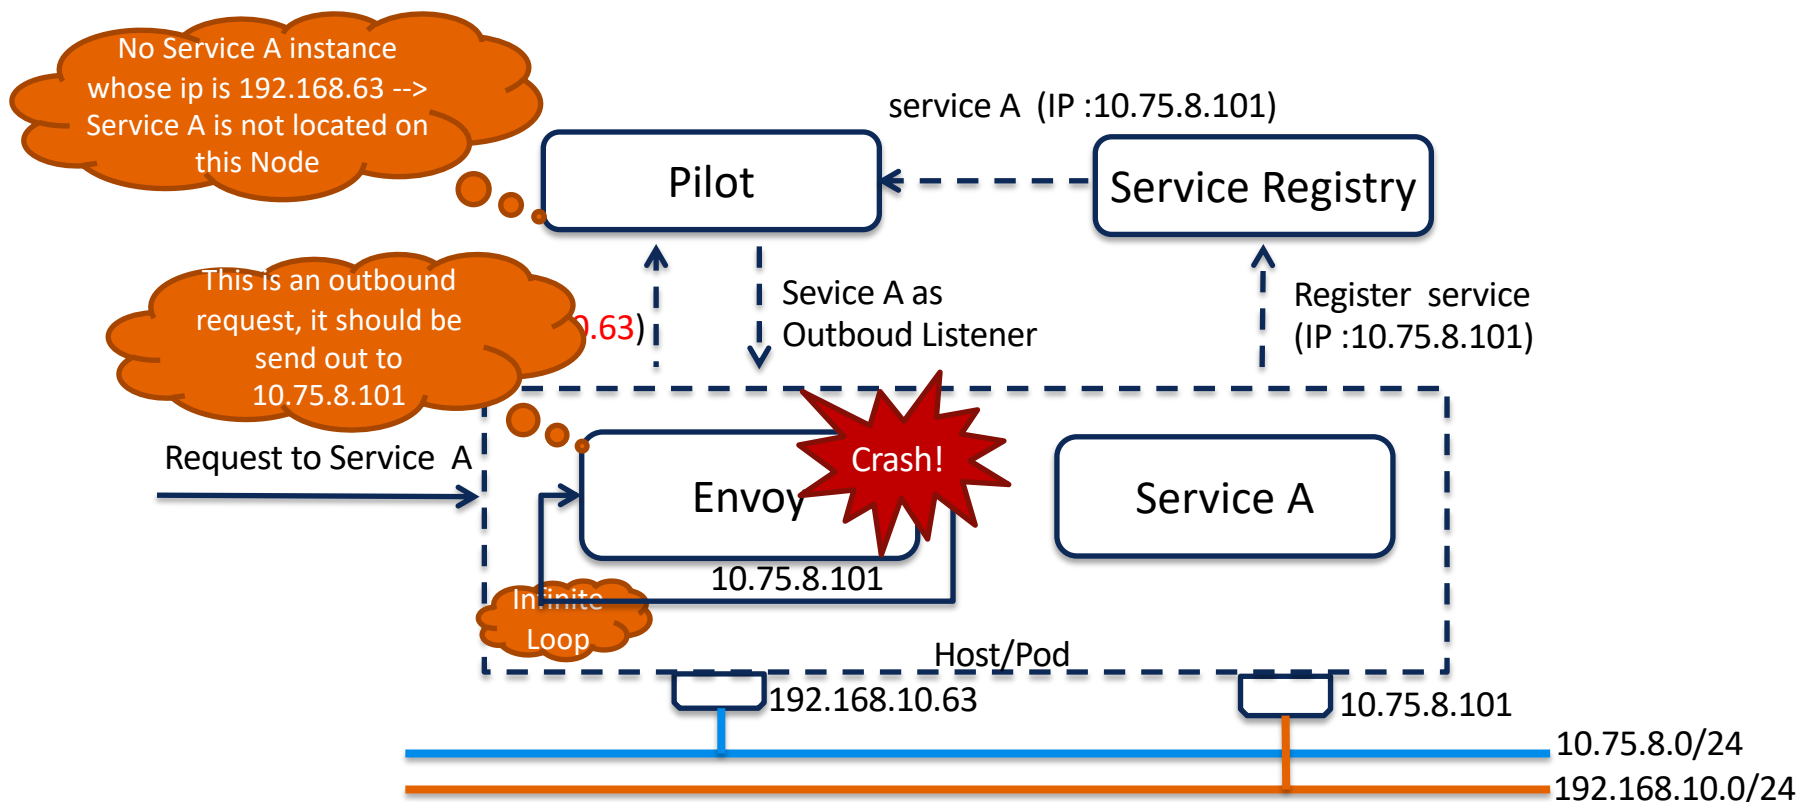 No Service A instance
whose ip is 192.168.63 -->
Service A is not located on
this Node
service A (IP :10.75.8.101)
Pilot
Service Registry
This is an outbound
request, it should be
send out to
10.75.8.101
0.63)
Sevice A as
Outboud Listener
Register service
(IP :10.75.8.101)
Request to Service A
Crash!
Envoy
Service A
10.75.8.101
Infinite
Loop
Host/Pod
192.168.10.63
10.75.8.101
10.75.8.0/24
192.168.10.0/24